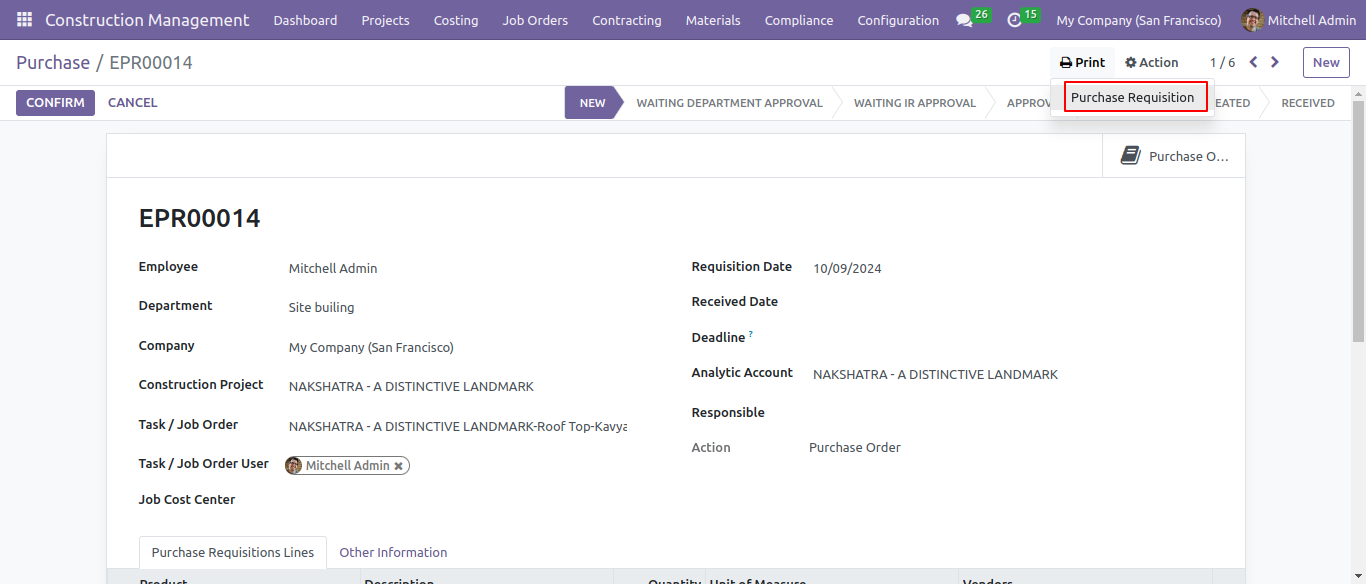 Construction Management Dashboard Projects Costing Job Orders Contracting Materials Compliance Configuration 26 15 My Company (San Francisco) Mitchell Admin
Purchase / EPR00014 Print Action 1 / 6 New
CONFIRM CANCEL NEW WAITING DEPARTMENT APPROVAL WAITING IR APPROVAL RECEIVED
Purchase Requisition
Purchase O...
EPR00014
Employee Mitchell Admin Requisition Date 10/09/2024
Department Site builing Received Date
Company My Company (San Francisco) Deadline ?
Construction Project NAKSHATRA - A DISTINCTIVE LANDMARK Analytic Account NAKSHATRA - A DISTINCTIVE LANDMARK
Task / Job Order NAKSHATRA - A DISTINCTIVE LANDMARK-Roof Top-Kavya Responsible
Task / Job Order User Mitchell Admin Action Purchase Order
Job Cost Center
Purchase Requisitions Lines Other Information
Product Description Quantity Unit of Measure Vendors